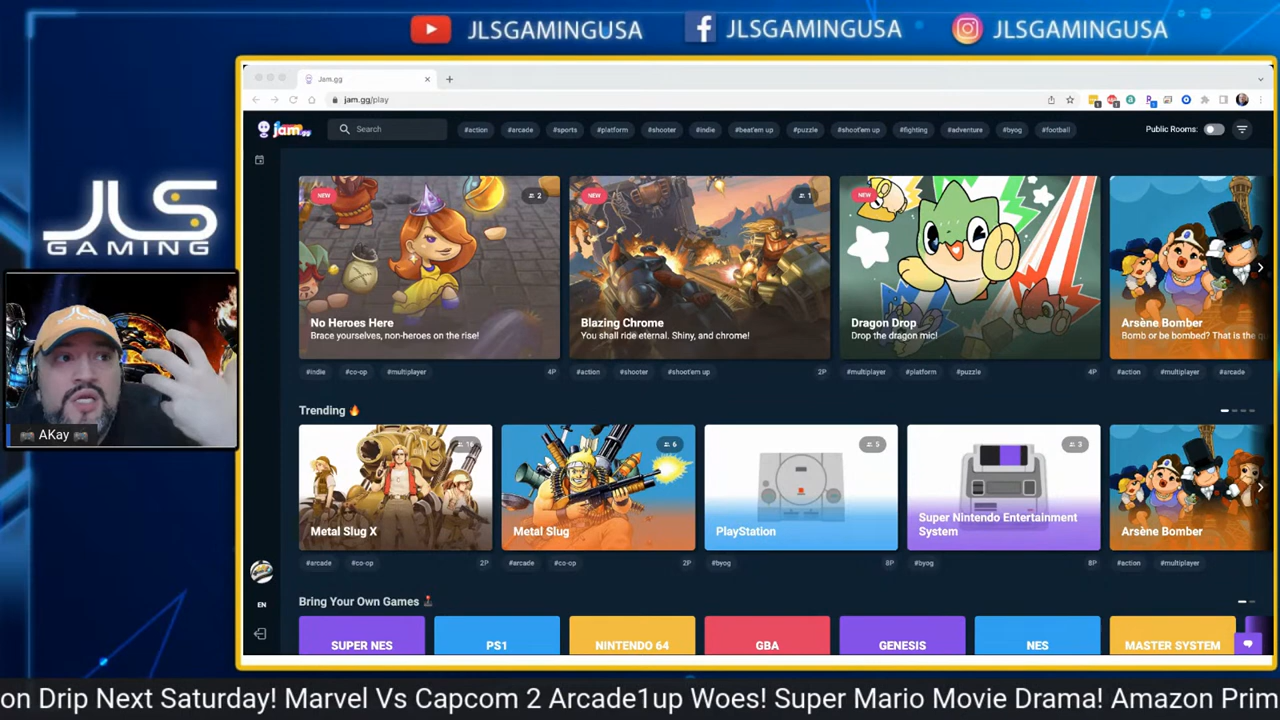 JLSGAMINGUSA
JLSGAMINGUSA
JLSGAMINGUSA
JLS
GAMING
AKay
Jam.gg
jam.gg/play
jam.gg
Search
#action
#arcade
#sports
#platform
#shooter
#indie
#beat'em up
#puzzle
#shoot'em up
#fighting
#adventure
#byog
#football
Public Rooms:
NEW
2
No Heroes Here
Brace yourselves, non-heroes on the rise!
#indie #co-op #multiplayer 4P
NEW
1
Blazing Chrome
You shall ride eternal. Shiny, and chrome!
#action #shooter #shoot'em up 2P
NEW
Dragon Drop
Drop the dragon mic!
#multiplayer #platform #puzzle 4P
Arsène Bomber
Bomb or be bombed? That is the
#action #multiplayer #arcade
Trending
16
Metal Slug X
#arcade #co-op 2P
6
Metal Slug
#arcade #co-op 2P
5
PlayStation
#byog 8P
3
Super Nintendo Entertainment
System
#byog 8P
Arsène Bomber
#action #multiplayer
EN
Bring Your Own Games
SUPER NES
PS1
NINTENDO 64
GBA
GENESIS
NES
MASTER SYSTEM
on Drip Next Saturday! Marvel Vs Capcom 2 Arcade1up Woes! Super Mario Movie Drama! Amazon Prim